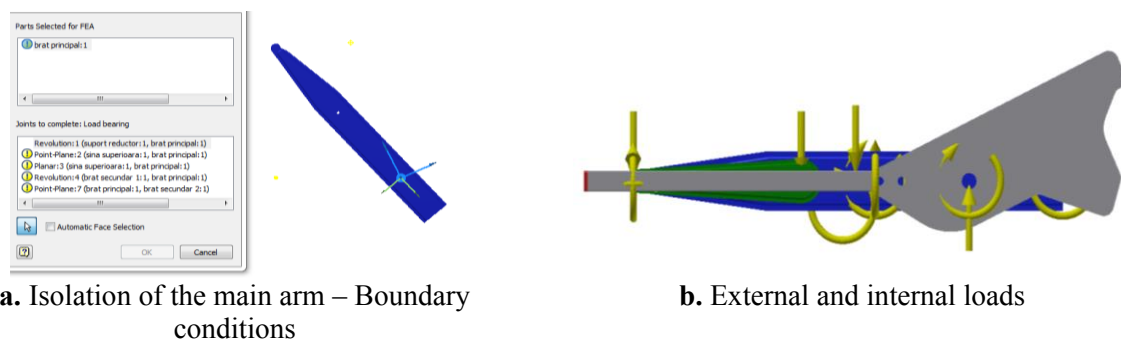 Parts Selected for FEA
brat principal:1
Joints to complete: Load bearing
Revolution:1 (suport reductor:1, brat principal:1)
Point-Plane:2 (sina superioara:1, brat principal:1)
Planar:3 (sina superioara:1, brat principal:1)
Revolution:4 (brat secundar 1:1, brat principal:1)
Point-Plane:7 (brat principal:1, brat secundar 2:1)
Automatic Face Selection
OK Cancel
a. Isolation of the main arm – Boundary
conditions
b. External and internal loads